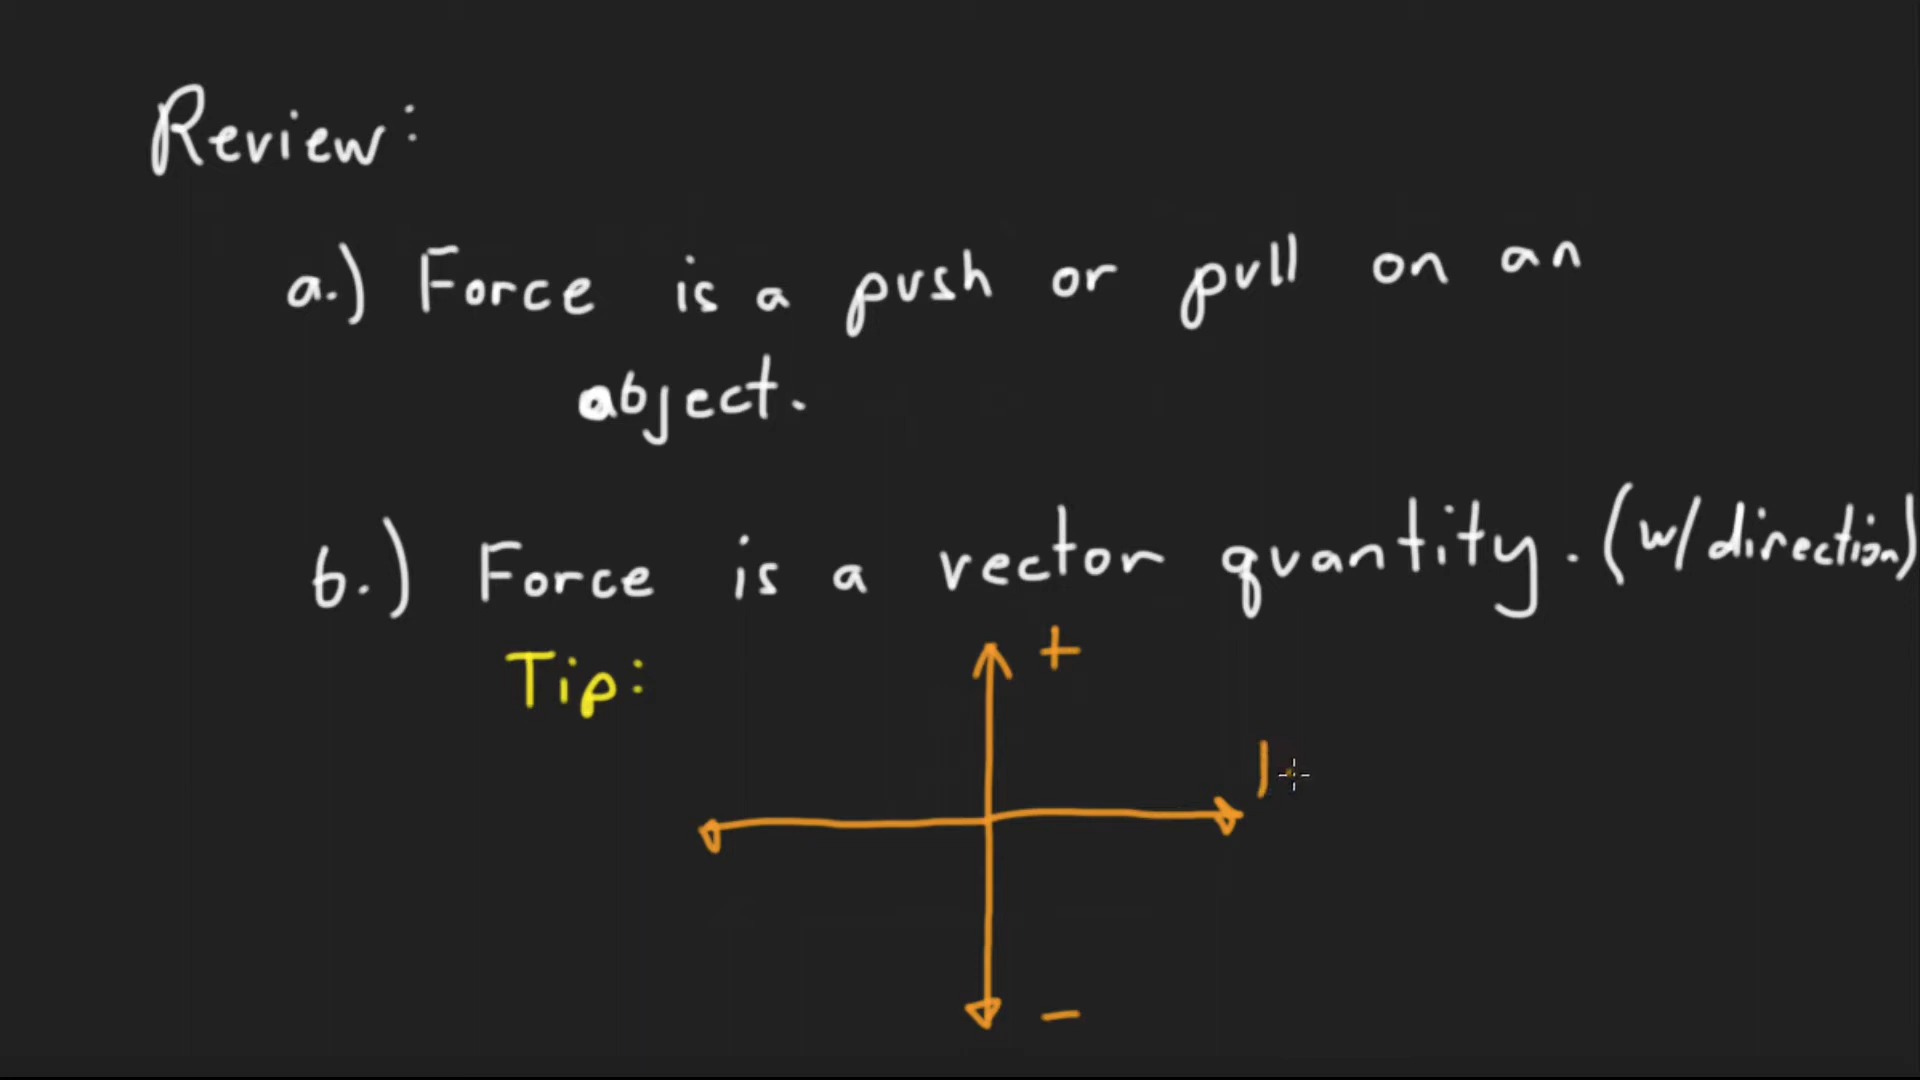 Review:
a.) Force is a push or pull on an
object.
b.) Force is a vector quantity. (w/direction)
Tip:
+
-